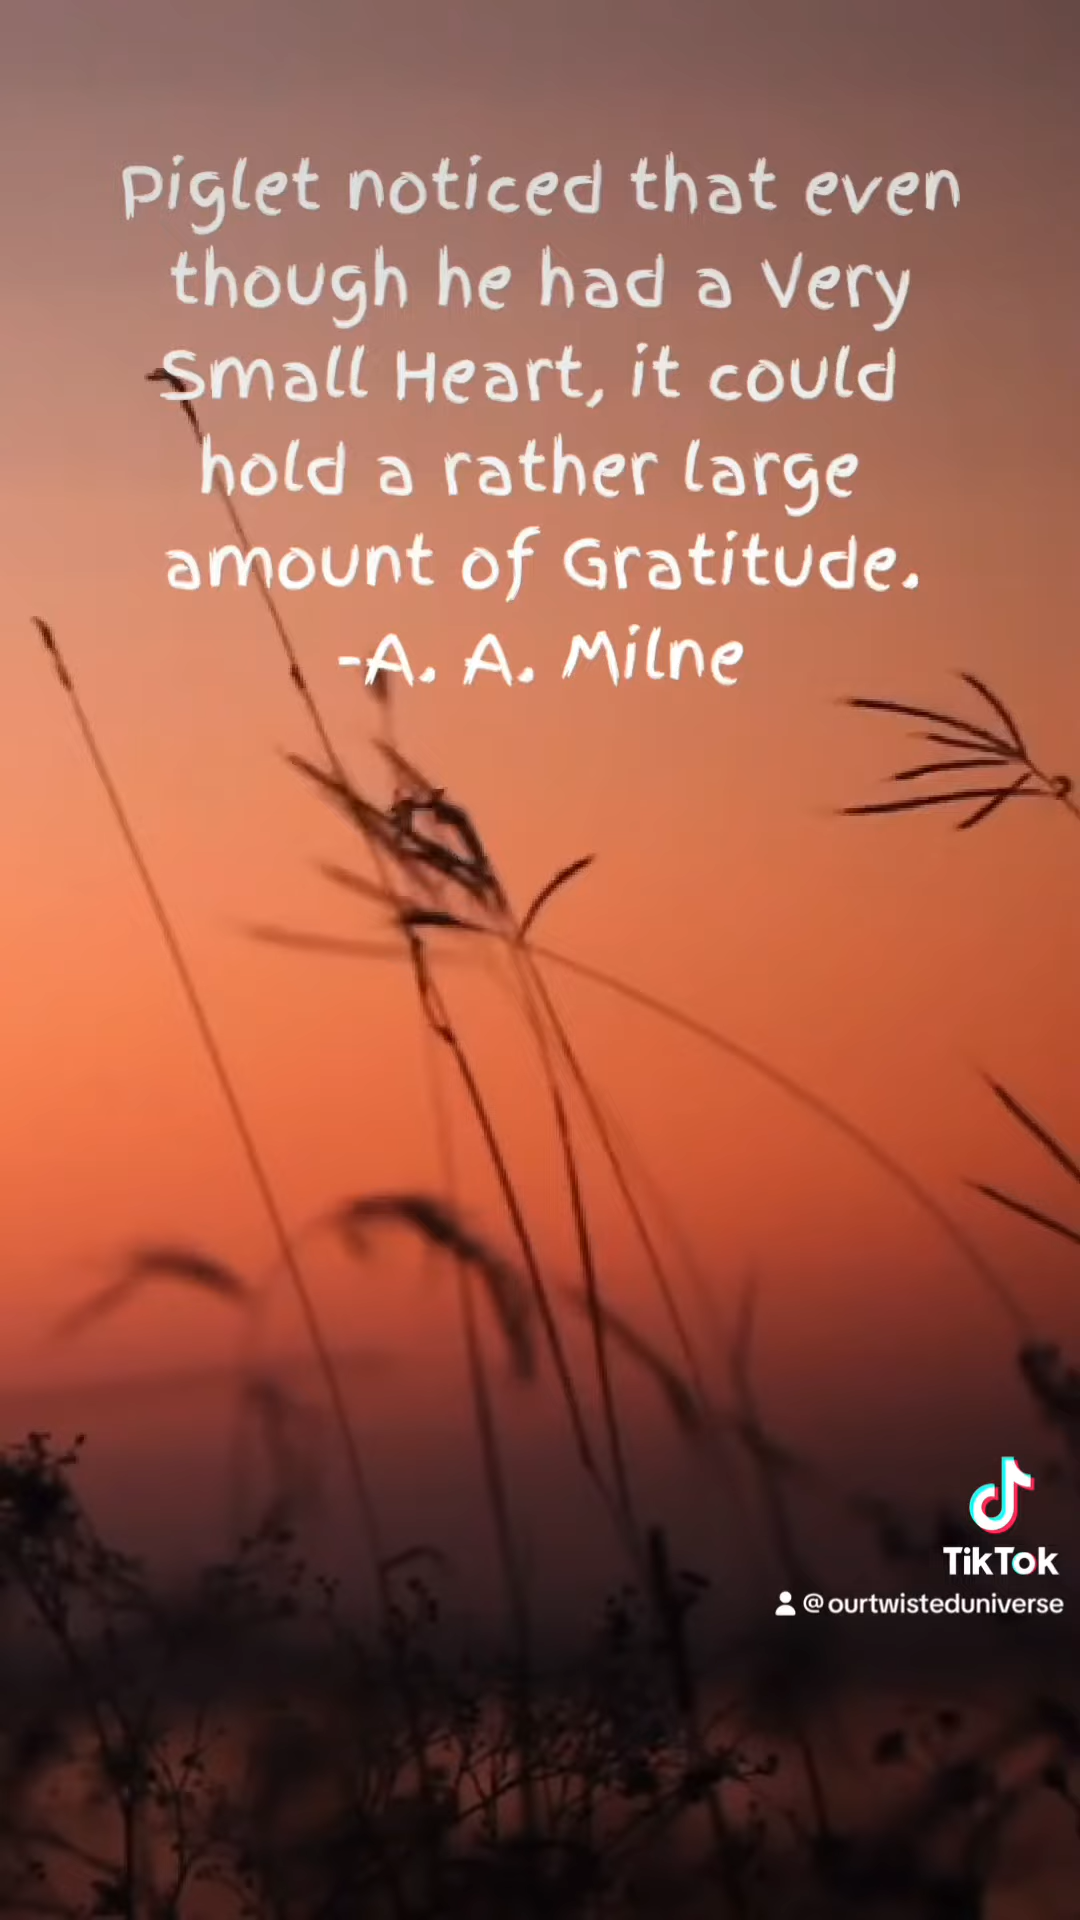 Piglet noticed that even
though he had a Very
Small Heart, it could
hold a rather large
amount of Gratitude.
-A. A. Milne
TikTok
@ourtwisteduniverse